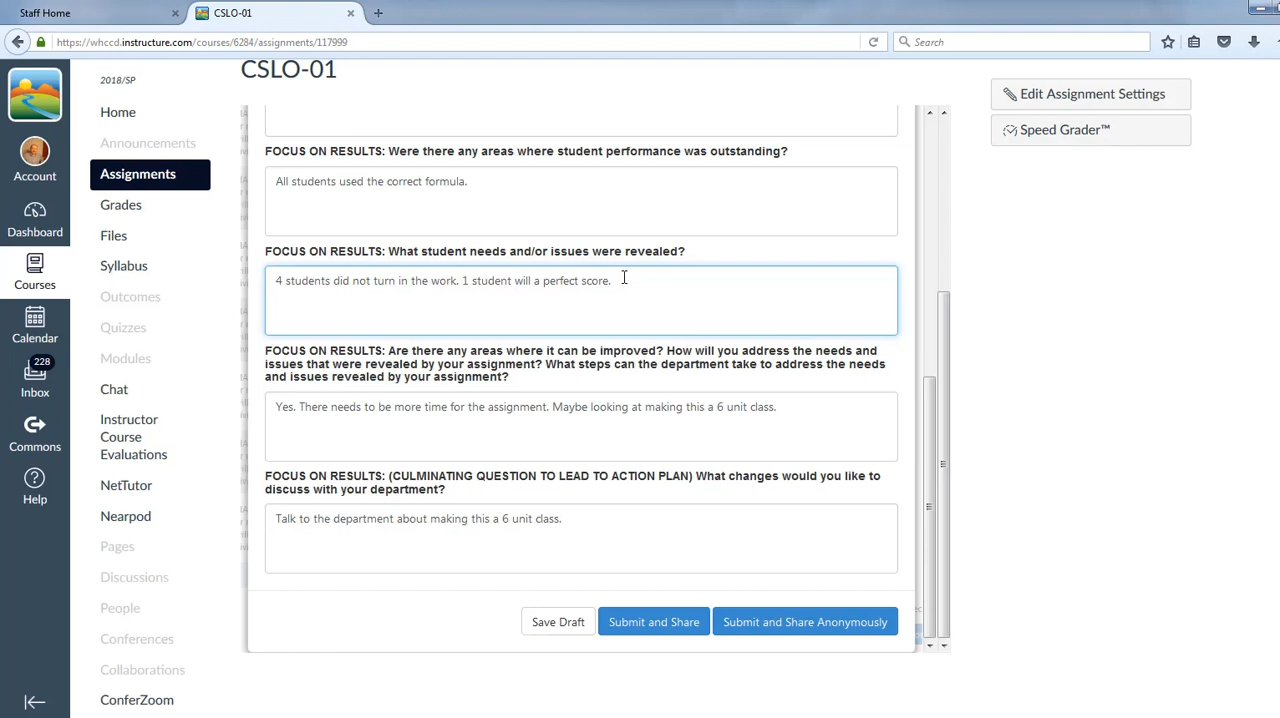 Staff Home
CSLO-01
https://whccd.instructure.com/courses/6284/assignments/117999
Search
Account
Dashboard
Courses
Calendar
228
Inbox
Commons
Help
2018/SP
Home
Announcements
Assignments
Grades
Files
Syllabus
Outcomes
Quizzes
Modules
Chat
Instructor
Course
Evaluations
NetTutor
Nearpod
Pages
Discussions
People
Conferences
Collaborations
ConferZoom
CSLO-01
FOCUS ON RESULTS: Were there any areas where student performance was outstanding?
All students used the correct formula.
FOCUS ON RESULTS: What student needs and/or issues were revealed?
4 students did not turn in the work. 1 student will a perfect score.
FOCUS ON RESULTS: Are there any areas where it can be improved? How will you address the needs and
issues that were revealed by your assignment? What steps can the department take to address the needs
and issues revealed by your assignment?
Yes. There needs to be more time for the assignment. Maybe looking at making this a 6 unit class.
FOCUS ON RESULTS: (CULMINATING QUESTION TO LEAD TO ACTION PLAN) What changes would you like to
discuss with your department?
Talk to the department about making this a 6 unit class.
Save Draft
Submit and Share
Submit and Share Anonymously
Edit Assignment Settings
Speed Grader™